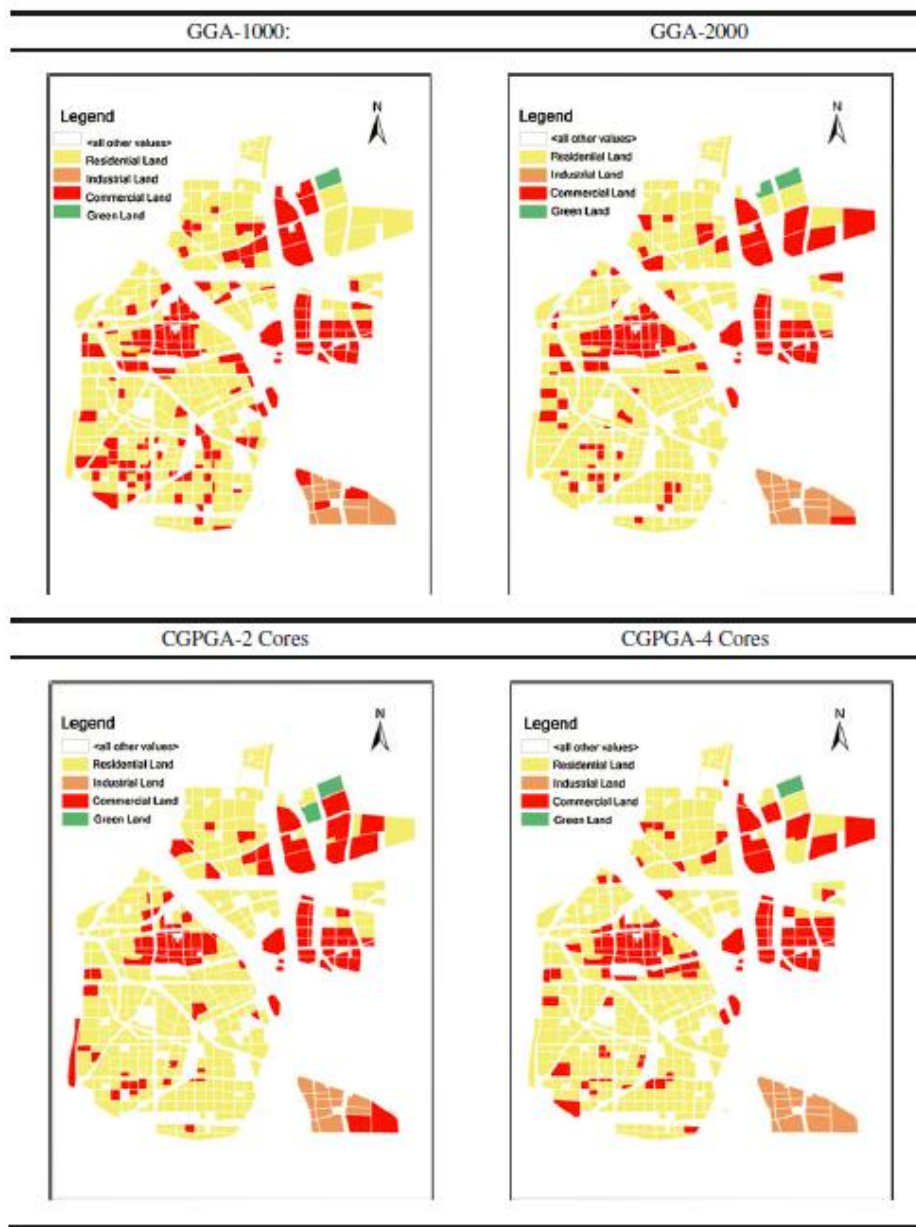 GGA-1000: GGA-2000
N
Legend
<all other values>
Residential Land
Industrial Land
Commercial Land
Green Land
N
Legend
<all other values>
Residential Land
Industrial Land
Commercial Land
Green Land
CGPGA-2 Cores CGPGA-4 Cores
N
Legend
<all other values>
Residential Land
Industrial Land
Commercial Land
Green Land
N
Legend
<all other values>
Residential Land
Industrial Land
Commercial Land
Green Land